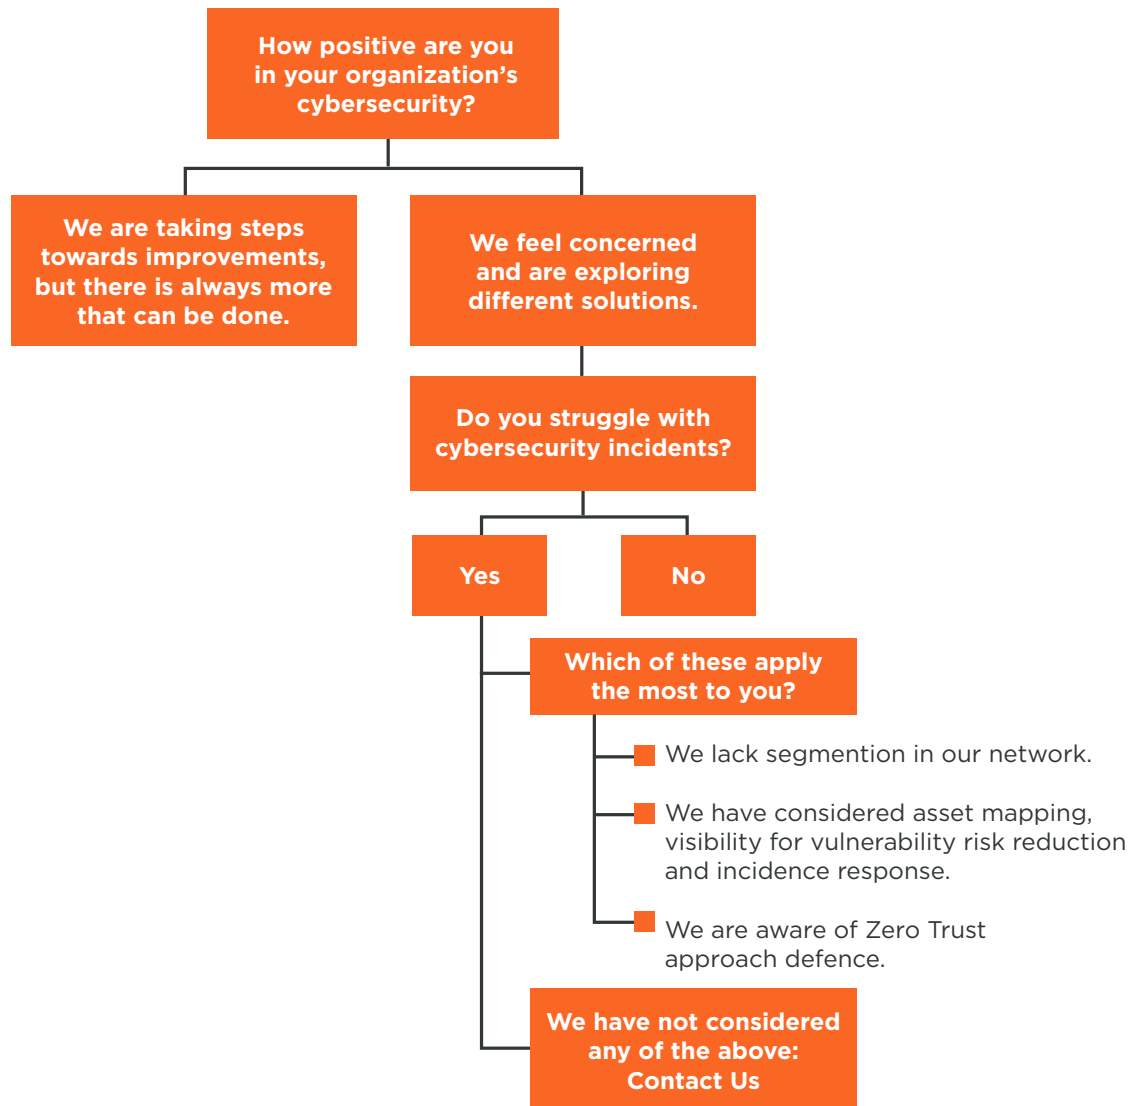 How positive are you
in your organization’s
cybersecurity?
We are taking steps
towards improvements,
but there is always more
that can be done.
We feel concerned
and are exploring
different solutions.
Do you struggle with
cybersecurity incidents?
Yes
No
Which of these apply
the most to you?
We lack segmention in our network.
We have considered asset mapping,
visibility for vulnerability risk reduction
and incidence response.
We are aware of Zero Trust
approach defence.
We have not considered
any of the above:
Contact Us